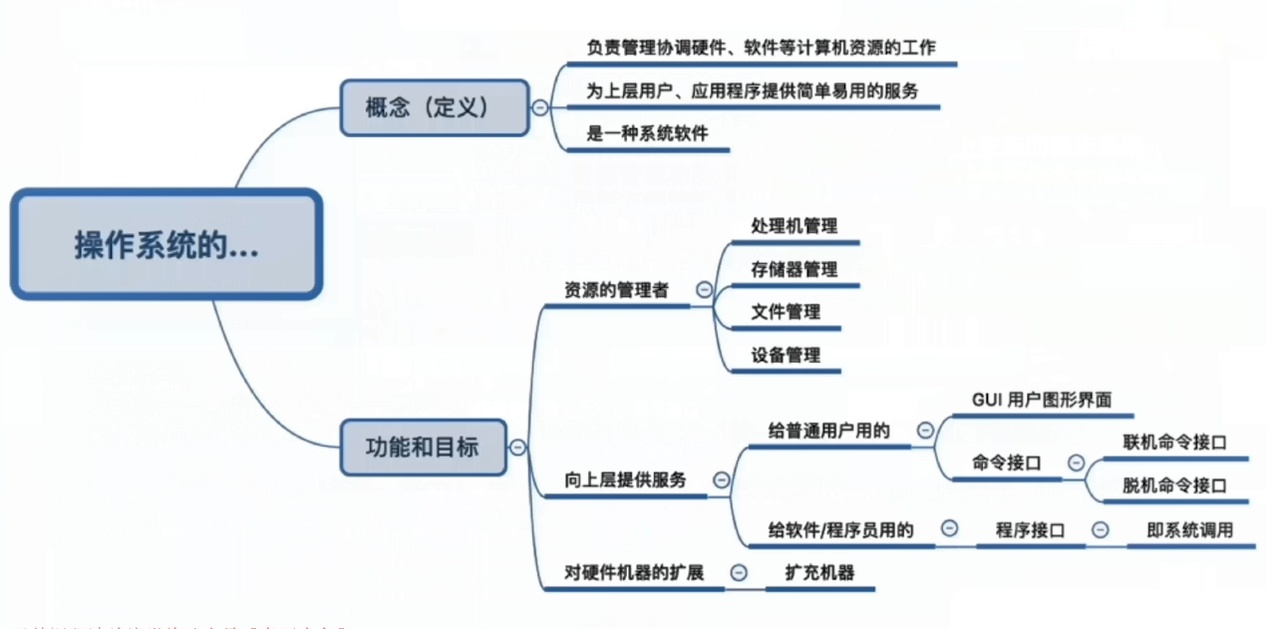 操作系统的...
概念（定义）
负责管理协调硬件、软件等计算机资源的工作
为上层用户、应用程序提供简单易用的服务
是一种系统软件
功能和目标
资源的管理者
处理机管理
存储器管理
文件管理
设备管理
向上层提供服务
给普通用户用的
GUI 用户图形界面
命令接口
联机命令接口
脱机命令接口
给软件/程序员用的
程序接口
即系统调用
对硬件机器的扩展
扩充机器